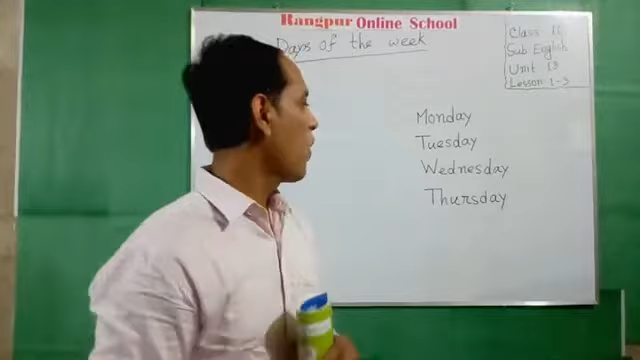 Rangpur Online School
Days of the week
Class II
Sub English
Unit 13
Lesson 1-3
Monday
Tuesday
Wednesday
Thursday